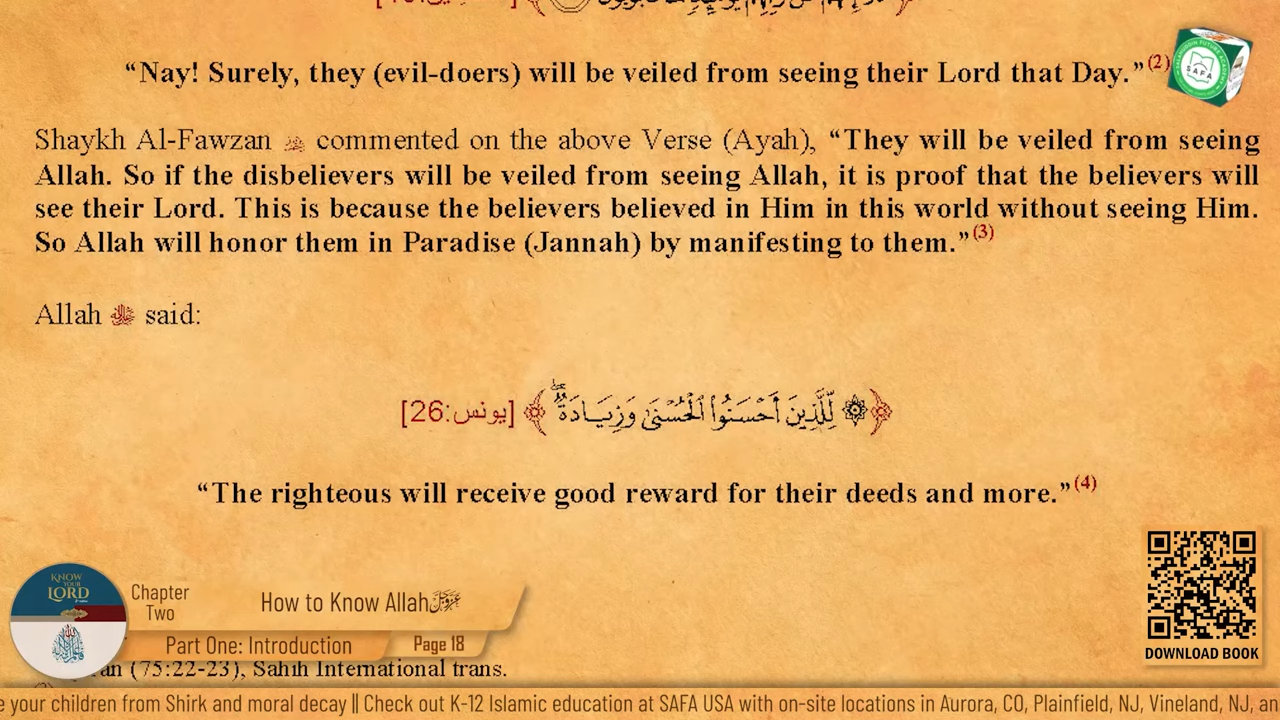 “Nay! Surely, they (evil-doers) will be veiled from seeing their Lord that Day.”(2)
SAFA
Shaykh Al-Fawzan commented on the above Verse (Ayah), “They will be veiled from seeing
Allah. So if the disbelievers will be veiled from seeing Allah, it is proof that the believers will
see their Lord. This is because the believers believed in Him in this world without seeing Him.
So Allah will honor them in Paradise (Jannah) by manifesting to them.”(3)
Allah ﷻ said:
﴿۞ لِّلَّذِينَ أَحْسَنُوا۟ ٱلْحُسْنَىٰ وَزِيَادَةٌۖ﴾ [يونس:26]
“The righteous will receive good reward for their deeds and more.”(4)
KNOW
YOUR
LORD
Chapter
Two
How to Know Allah عَزَّوَجَلَّ
Part One: Introduction
Page 18
(75:22-23), Sahih International trans.
DOWNLOAD BOOK
e your children from Shirk and moral decay || Check out K-12 Islamic education at SAFA USA with on-site locations in Aurora, CO, Plainfield, NJ, Vineland, NJ, an